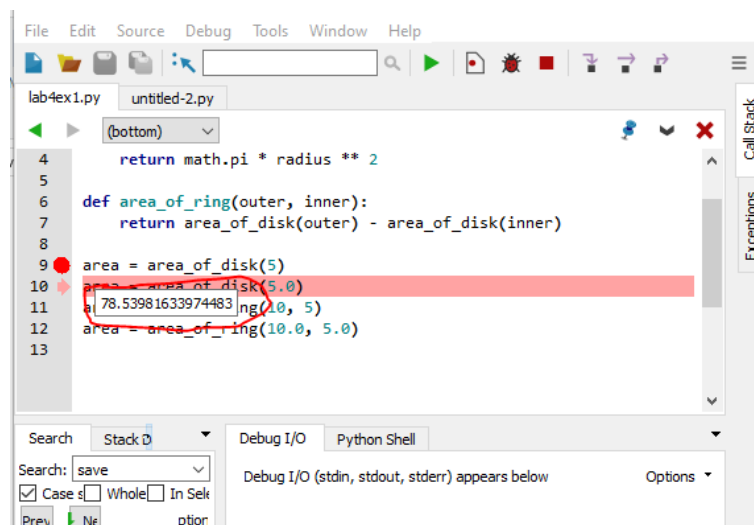 File Edit Source Debug Tools Window Help
lab4ex1.py untitled-2.py
(bottom)
4 return math.pi * radius ** 2
5
6 def area_of_ring(outer, inner):
7 return area_of_disk(outer) - area_of_disk(inner)
8
9 area = area_of_disk(5)
10 area = area_of_disk(5.0)
78.53981633974483
11 ing(10, 5)
12 area = area_of_ring(10.0, 5.0)
13
Call Stack
Exceptions
Search Stack D
Debug I/O Python Shell
Search: save
Debug I/O (stdin, stdout, stderr) appears below Options
Case s Whole In Sele
Prev Ne ption